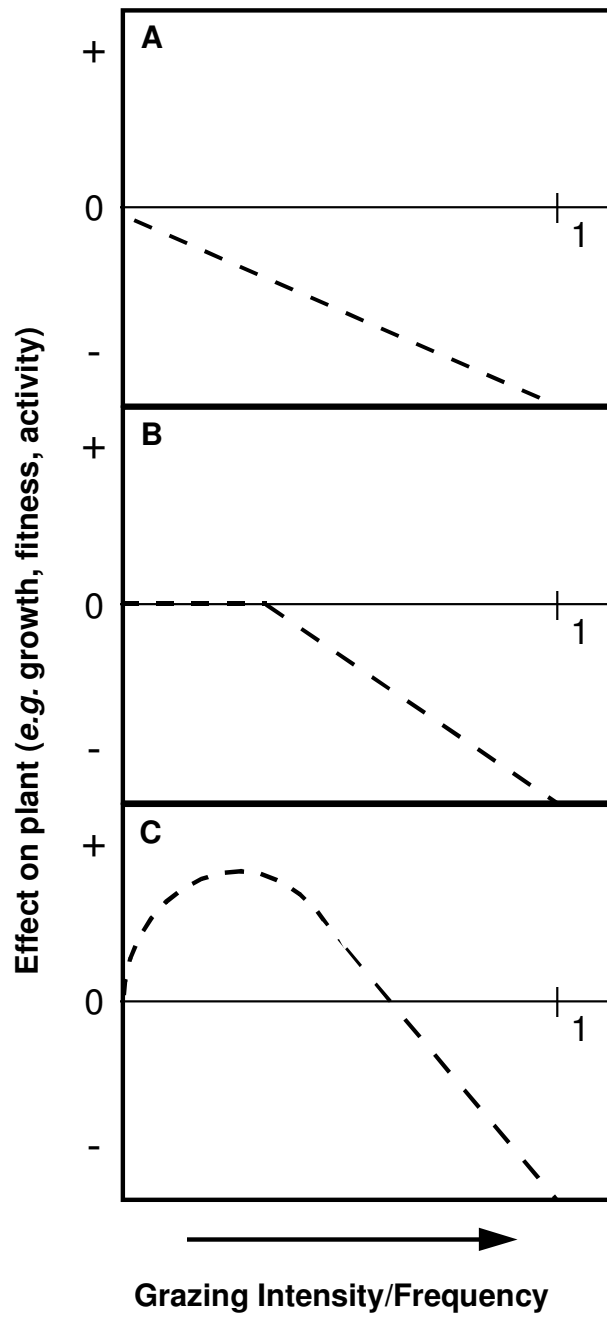 A
+
0
1
-
B
+
0
1
-
C
+
0
1
-
Effect on plant (e.g. growth, fitness, activity)
Grazing Intensity/Frequency